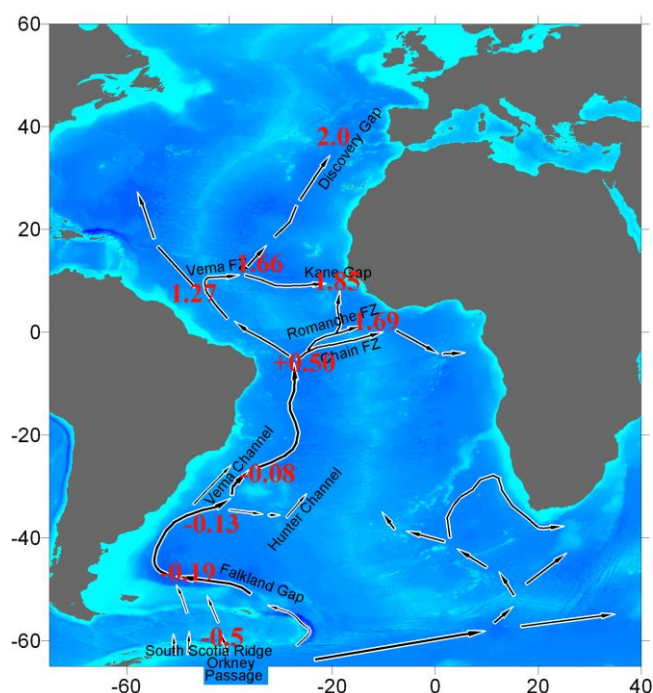 60
40
2.0
Discovery Gap
20
Vema FZ
1.66
Kane Gap
1.27
1.85
Romanche FZ
1.69
0
Chain FZ
+0.50
-20
Vema Channel
-0.08
Hunter Channel
-0.13
-40
-0.19
Falkland Gap
-0.5
-60
South Scotia Ridge
Orkney
Passage
-60
-40
-20
0
20
40